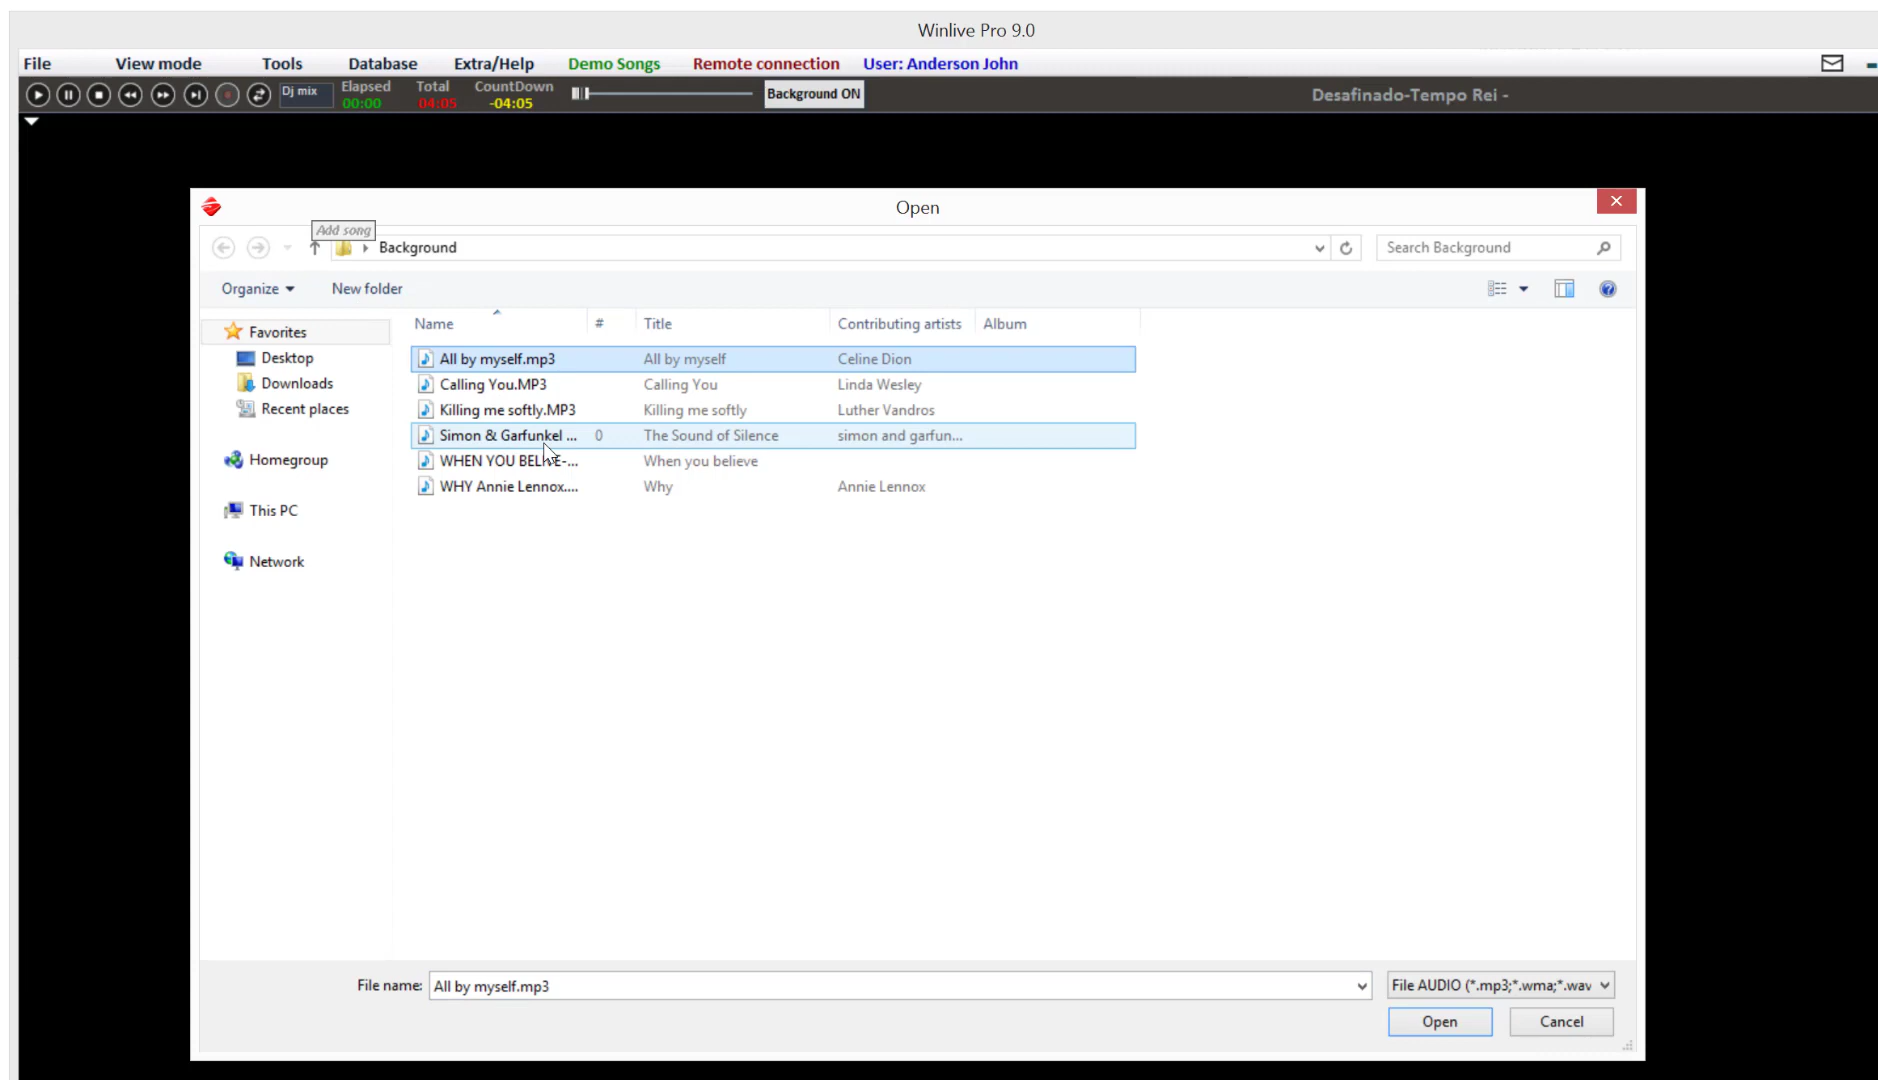 Winlive Pro 9.0
File View mode Tools Database Extra/Help Demo Songs Remote connection User: Anderson John
Dj mix Elapsed Total CountDown Background ON Desafinado-Tempo Rei -
00:00 04:05 -04:05
Open
Add song
Background Search Background
Organize New folder
Name # Title Contributing artists Album
Favorites
Desktop
Downloads
Recent places
Homegroup
This PC
Network
All by myself.mp3 All by myself Celine Dion
Calling You.MP3 Calling You Linda Wesley
Killing me softly.MP3 Killing me softly Luther Vandros
Simon & Garfunkel ... 0 The Sound of Silence simon and garfun...
WHEN YOU When you believe
WHY Annie Lennox.... Why Annie Lennox
File name: All by myself.mp3 File AUDIO (*.mp3;*.wma;*.wav
Open Cancel